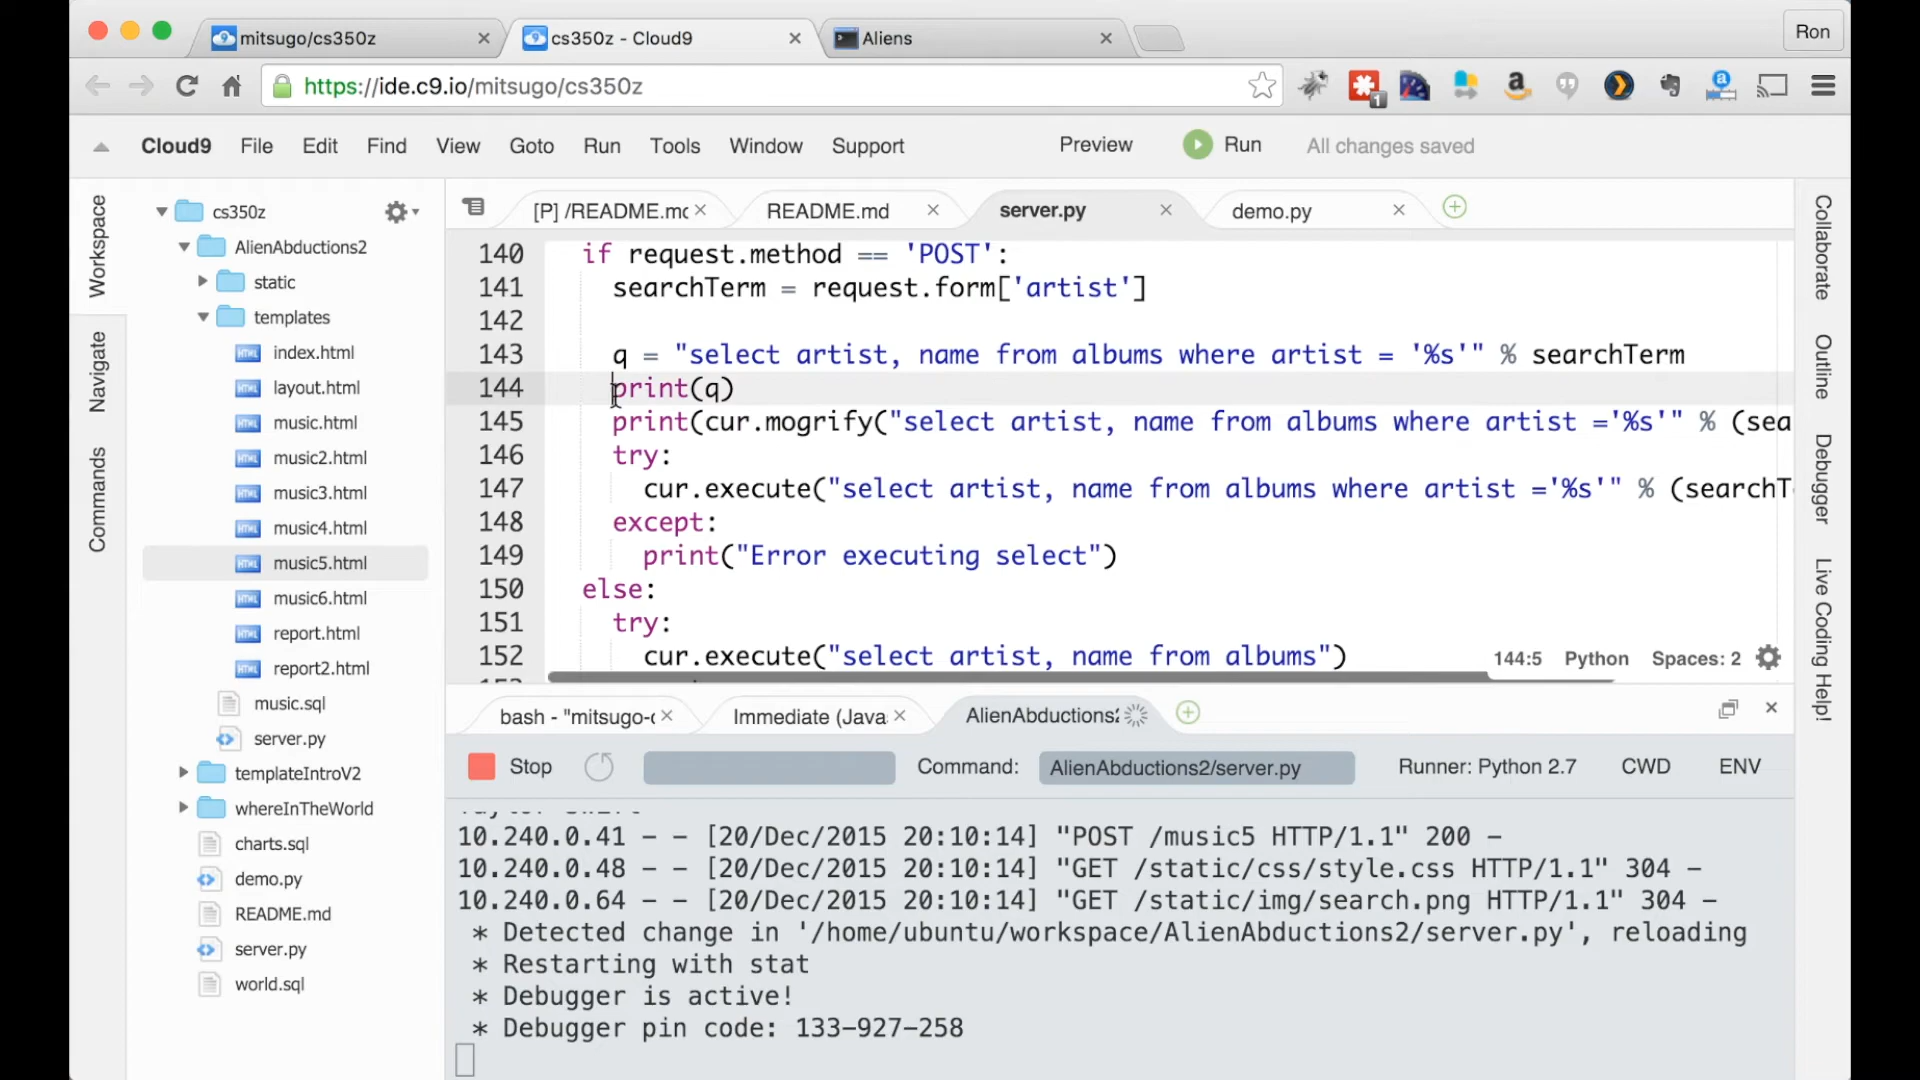 mitsugo/cs350z
cs350z - Cloud9
Aliens
Ron
https://ide.c9.io/mitsugo/cs350z
1
Cloud9 File Edit Find View Goto Run Tools Window Support Preview Run All changes saved
Workspace
Navigate
Commands
cs350z
AlienAbductions2
static
templates
index.html
layout.html
music.html
music2.html
music3.html
music4.html
music5.html
music6.html
report.html
report2.html
music.sql
server.py
templateIntroV2
whereInTheWorld
charts.sql
demo.py
README.md
server.py
world.sql
[P] /README.mc README.md server.py demo.py
140 if request.method == 'POST':
141 searchTerm = request.form['artist']
142
143 q = "select artist, name from albums where artist = '%s'" % searchTerm
144 print(q)
145 print(cur.mogrify("select artist, name from albums where artist ='%s'" % (sea
146 try:
147 cur.execute("select artist, name from albums where artist ='%s'" % (searchT
148 except:
149 print("Error executing select")
150 else:
151 try:
152 cur.execute("select artist, name from albums")
144:5 Python Spaces: 2
bash - "mitsugo-c Immediate (Java AlienAbductions2
Stop Command: AlienAbductions2/server.py Runner: Python 2.7 CWD ENV
10.240.0.41 - - [20/Dec/2015 20:10:14] "POST /music5 HTTP/1.1" 200 -
10.240.0.48 - - [20/Dec/2015 20:10:14] "GET /static/css/style.css HTTP/1.1" 304 -
10.240.0.64 - - [20/Dec/2015 20:10:14] "GET /static/img/search.png HTTP/1.1" 304 -
* Detected change in '/home/ubuntu/workspace/AlienAbductions2/server.py', reloading
* Restarting with stat
* Debugger is active!
* Debugger pin code: 133-927-258
Collaborate
Outline
Debugger
Live Coding Help!